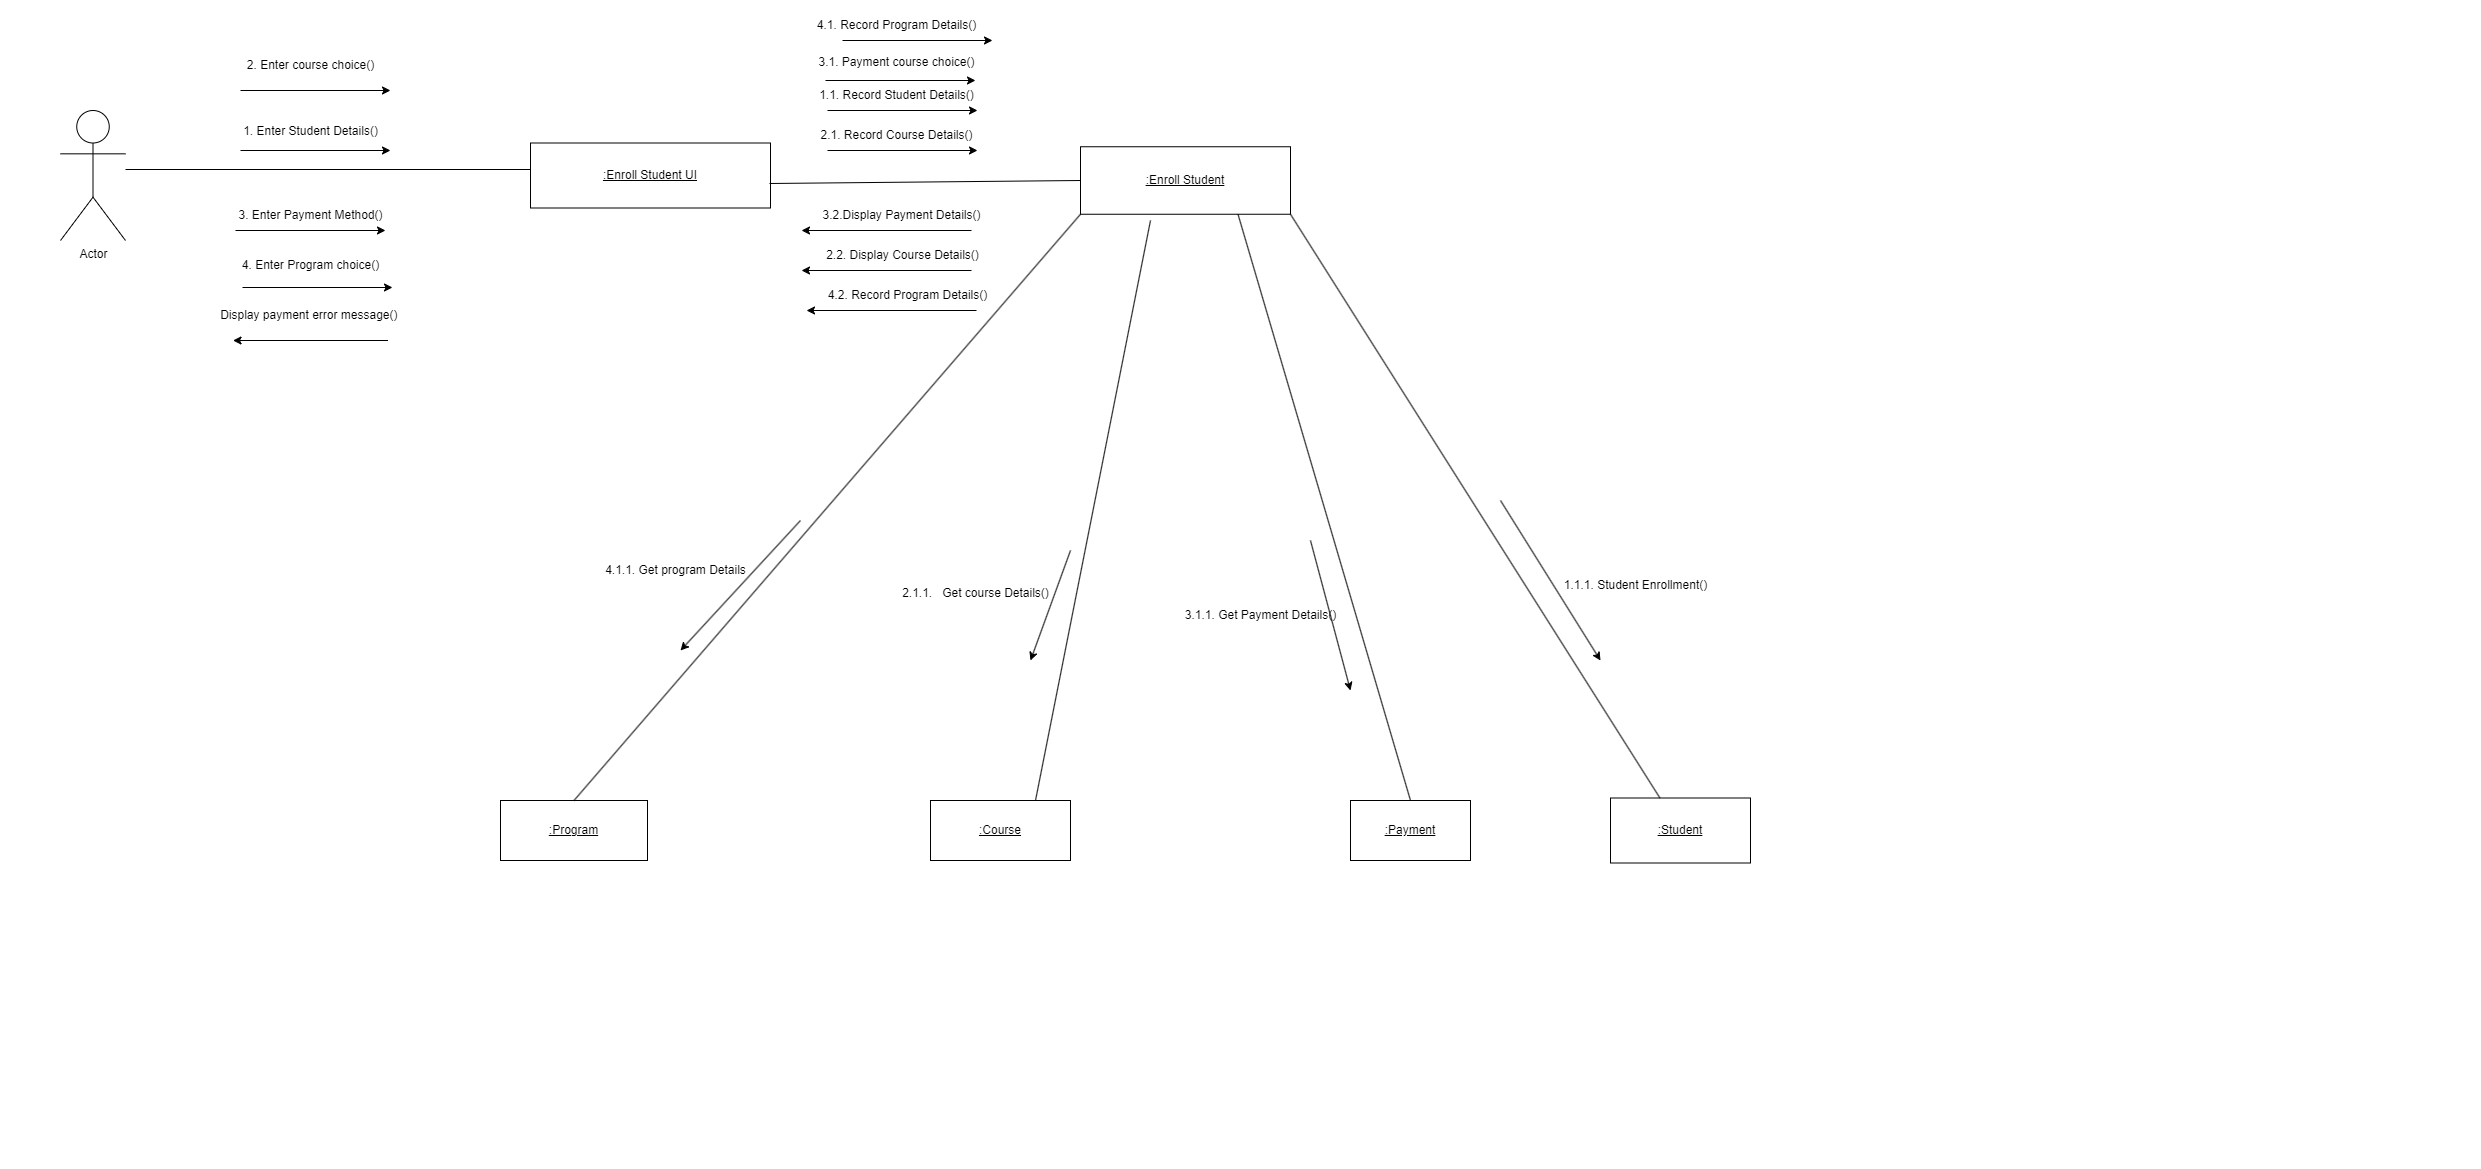 4.1. Record Program Details()
2. Enter course choice()
3.1. Payment course choice()
1.1. Record Student Details()
1. Enter Student Details()
2.1. Record Course Details()
:Enroll Student UI
:Enroll Student
3. Enter Payment Method()
3.2.Display Payment Details()
Actor
2.2. Display Course Details()
4. Enter Program choice()
4.2. Record Program Details()
Display payment error message()
4.1.1. Get program Details
2.1.1.   Get course Details()
3.1.1. Get Payment Details()
1.1.1. Student Enrollment()
:Program
:Course
:Payment
:Student